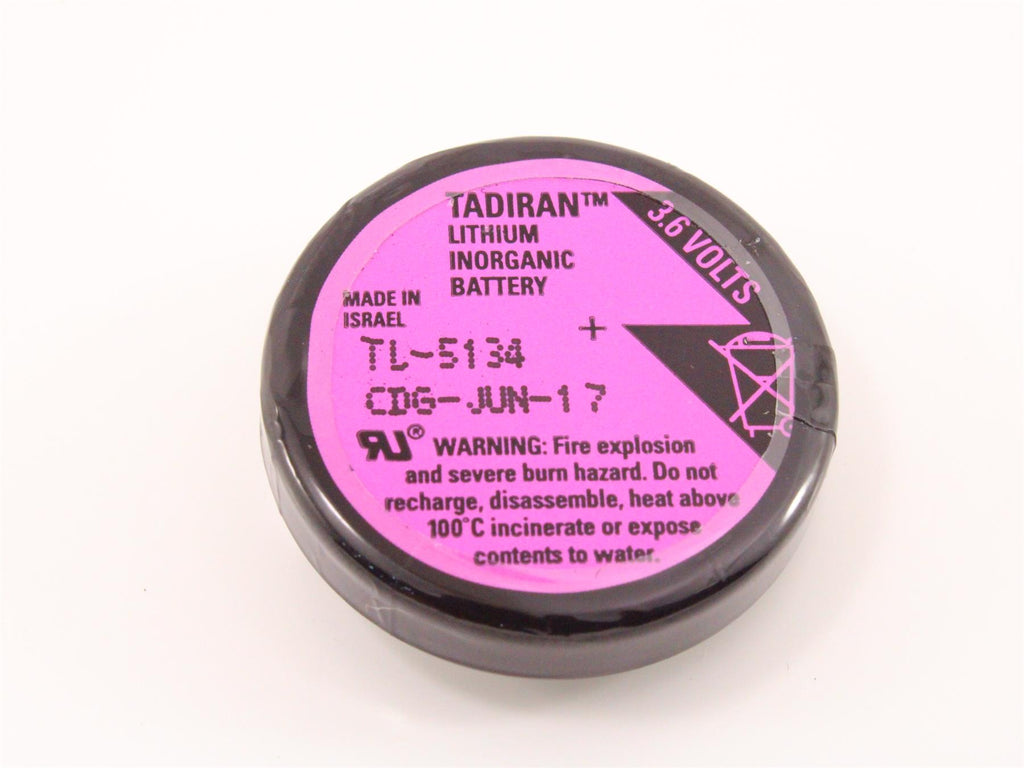 TADIRAN™
LITHIUM
INORGANIC
BATTERY
3.6 VOLTS
MADE IN
ISRAEL
+
TL-5134
CDG-JUN-17
RU® WARNING: Fire explosion
and severe burn hazard. Do not
recharge, disassemble, heat above
100°C incinerate or expose
contents to water.